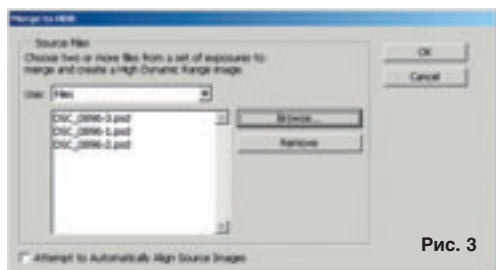 Merge to HDR
Source Files
Choose two or more files from a set of exposures to
merge and create a High Dynamic Range image.
Use: Files
DSC_0896-3.psd
DSC_0896-1.psd
DSC_0896-2.psd
Browse...
Remove
OK
Cancel
Attempt to Automatically Align Source Images
Рис. 3